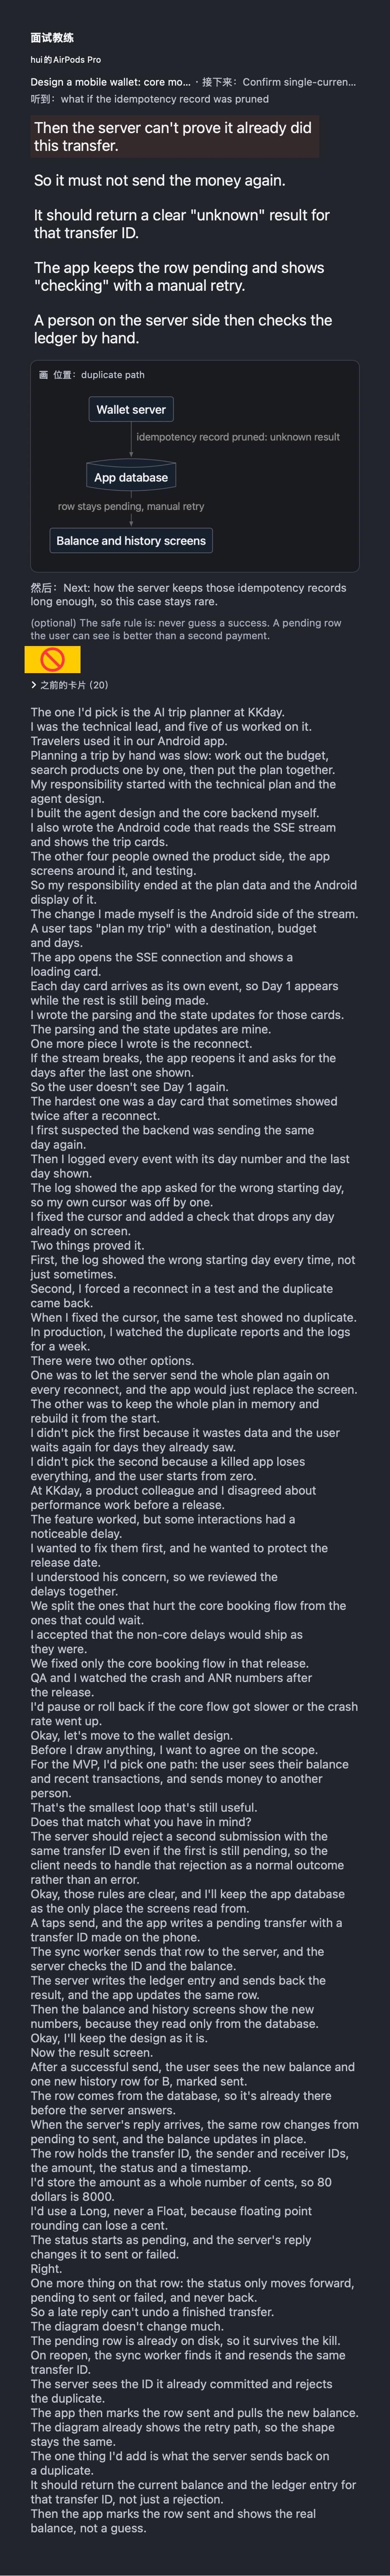 面试教练
hui的AirPods Pro
Design a mobile wallet: core mo... · 接下来：Confirm single-curren...
听到：what if the idempotency record was pruned
Then the server can't prove it already did
this transfer.
So it must not send the money again.
It should return a clear "unknown" result for
that transfer ID.
The app keeps the row pending and shows
"checking" with a manual retry.
A person on the server side then checks the
ledger by hand.
画 位置：duplicate path
Wallet server
idempotency record pruned: unknown result
App database
row stays pending, manual retry
Balance and history screens
然后：Next: how the server keeps those idempotency records
long enough, so this case stays rare.
(optional) The safe rule is: never guess a success. A pending row
the user can see is better than a second payment.
之前的卡片 (20)
The one I'd pick is the AI trip planner at KKday.
I was the technical lead, and five of us worked on it.
Travelers used it in our Android app.
Planning a trip by hand was slow: work out the budget,
search products one by one, then put the plan together.
My responsibility started with the technical plan and the
agent design.
I built the agent design and the core backend myself.
I also wrote the Android code that reads the SSE stream
and shows the trip cards.
The other four people owned the product side, the app
screens around it, and testing.
So my responsibility ended at the plan data and the Android
display of it.
The change I made myself is the Android side of the stream.
A user taps "plan my trip" with a destination, budget
and days.
The app opens the SSE connection and shows a
loading card.
Each day card arrives as its own event, so Day 1 appears
while the rest is still being made.
I wrote the parsing and the state updates for those cards.
The parsing and the state updates are mine.
One more piece I wrote is the reconnect.
If the stream breaks, the app reopens it and asks for the
days after the last one shown.
So the user doesn't see Day 1 again.
The hardest one was a day card that sometimes showed
twice after a reconnect.
I first suspected the backend was sending the same
day again.
Then I logged every event with its day number and the last
day shown.
The log showed the app asked for the wrong starting day,
so my own cursor was off by one.
I fixed the cursor and added a check that drops any day
already on screen.
Two things proved it.
First, the log showed the wrong starting day every time, not
just sometimes.
Second, I forced a reconnect in a test and the duplicate
came back.
When I fixed the cursor, the same test showed no duplicate.
In production, I watched the duplicate reports and the logs
for a week.
There were two other options.
One was to let the server send the whole plan again on
every reconnect, and the app would just replace the screen.
The other was to keep the whole plan in memory and
rebuild it from the start.
I didn't pick the first because it wastes data and the user
waits again for days they already saw.
I didn't pick the second because a killed app loses
everything, and the user starts from zero.
At KKday, a product colleague and I disagreed about
performance work before a release.
The feature worked, but some interactions had a
noticeable delay.
I wanted to fix them first, and he wanted to protect the
release date.
I understood his concern, so we reviewed the
delays together.
We split the ones that hurt the core booking flow from the
ones that could wait.
I accepted that the non-core delays would ship as
they were.
We fixed only the core booking flow in that release.
QA and I watched the crash and ANR numbers after
the release.
I'd pause or roll back if the core flow got slower or the crash
rate went up.
Okay, let's move to the wallet design.
Before I draw anything, I want to agree on the scope.
For the MVP, I'd pick one path: the user sees their balance
and recent transactions, and sends money to another
person.
That's the smallest loop that's still useful.
Does that match what you have in mind?
The server should reject a second submission with the
same transfer ID even if the first is still pending, so the
client needs to handle that rejection as a normal outcome
rather than an error.
Okay, those rules are clear, and I'll keep the app database
as the only place the screens read from.
A taps send, and the app writes a pending transfer with a
transfer ID made on the phone.
The sync worker sends that row to the server, and the
server checks the ID and the balance.
The server writes the ledger entry and sends back the
result, and the app updates the same row.
Then the balance and history screens show the new
numbers, because they read only from the database.
Okay, I'll keep the design as it is.
Now the result screen.
After a successful send, the user sees the new balance and
one new history row for B, marked sent.
The row comes from the database, so it's already there
before the server answers.
When the server's reply arrives, the same row changes from
pending to sent, and the balance updates in place.
The row holds the transfer ID, the sender and receiver IDs,
the amount, the status and a timestamp.
I'd store the amount as a whole number of cents, so 80
dollars is 8000.
I'd use a Long, never a Float, because floating point
rounding can lose a cent.
The status starts as pending, and the server's reply
changes it to sent or failed.
Right.
One more thing on that row: the status only moves forward,
pending to sent or failed, and never back.
So a late reply can't undo a finished transfer.
The diagram doesn't change much.
The pending row is already on disk, so it survives the kill.
On reopen, the sync worker finds it and resends the same
transfer ID.
The server sees the ID it already committed and rejects
the duplicate.
The app then marks the row sent and pulls the new balance.
The diagram already shows the retry path, so the shape
stays the same.
The one thing I'd add is what the server sends back on
a duplicate.
It should return the current balance and the ledger entry for
that transfer ID, not just a rejection.
Then the app marks the row sent and shows the real
balance, not a guess.